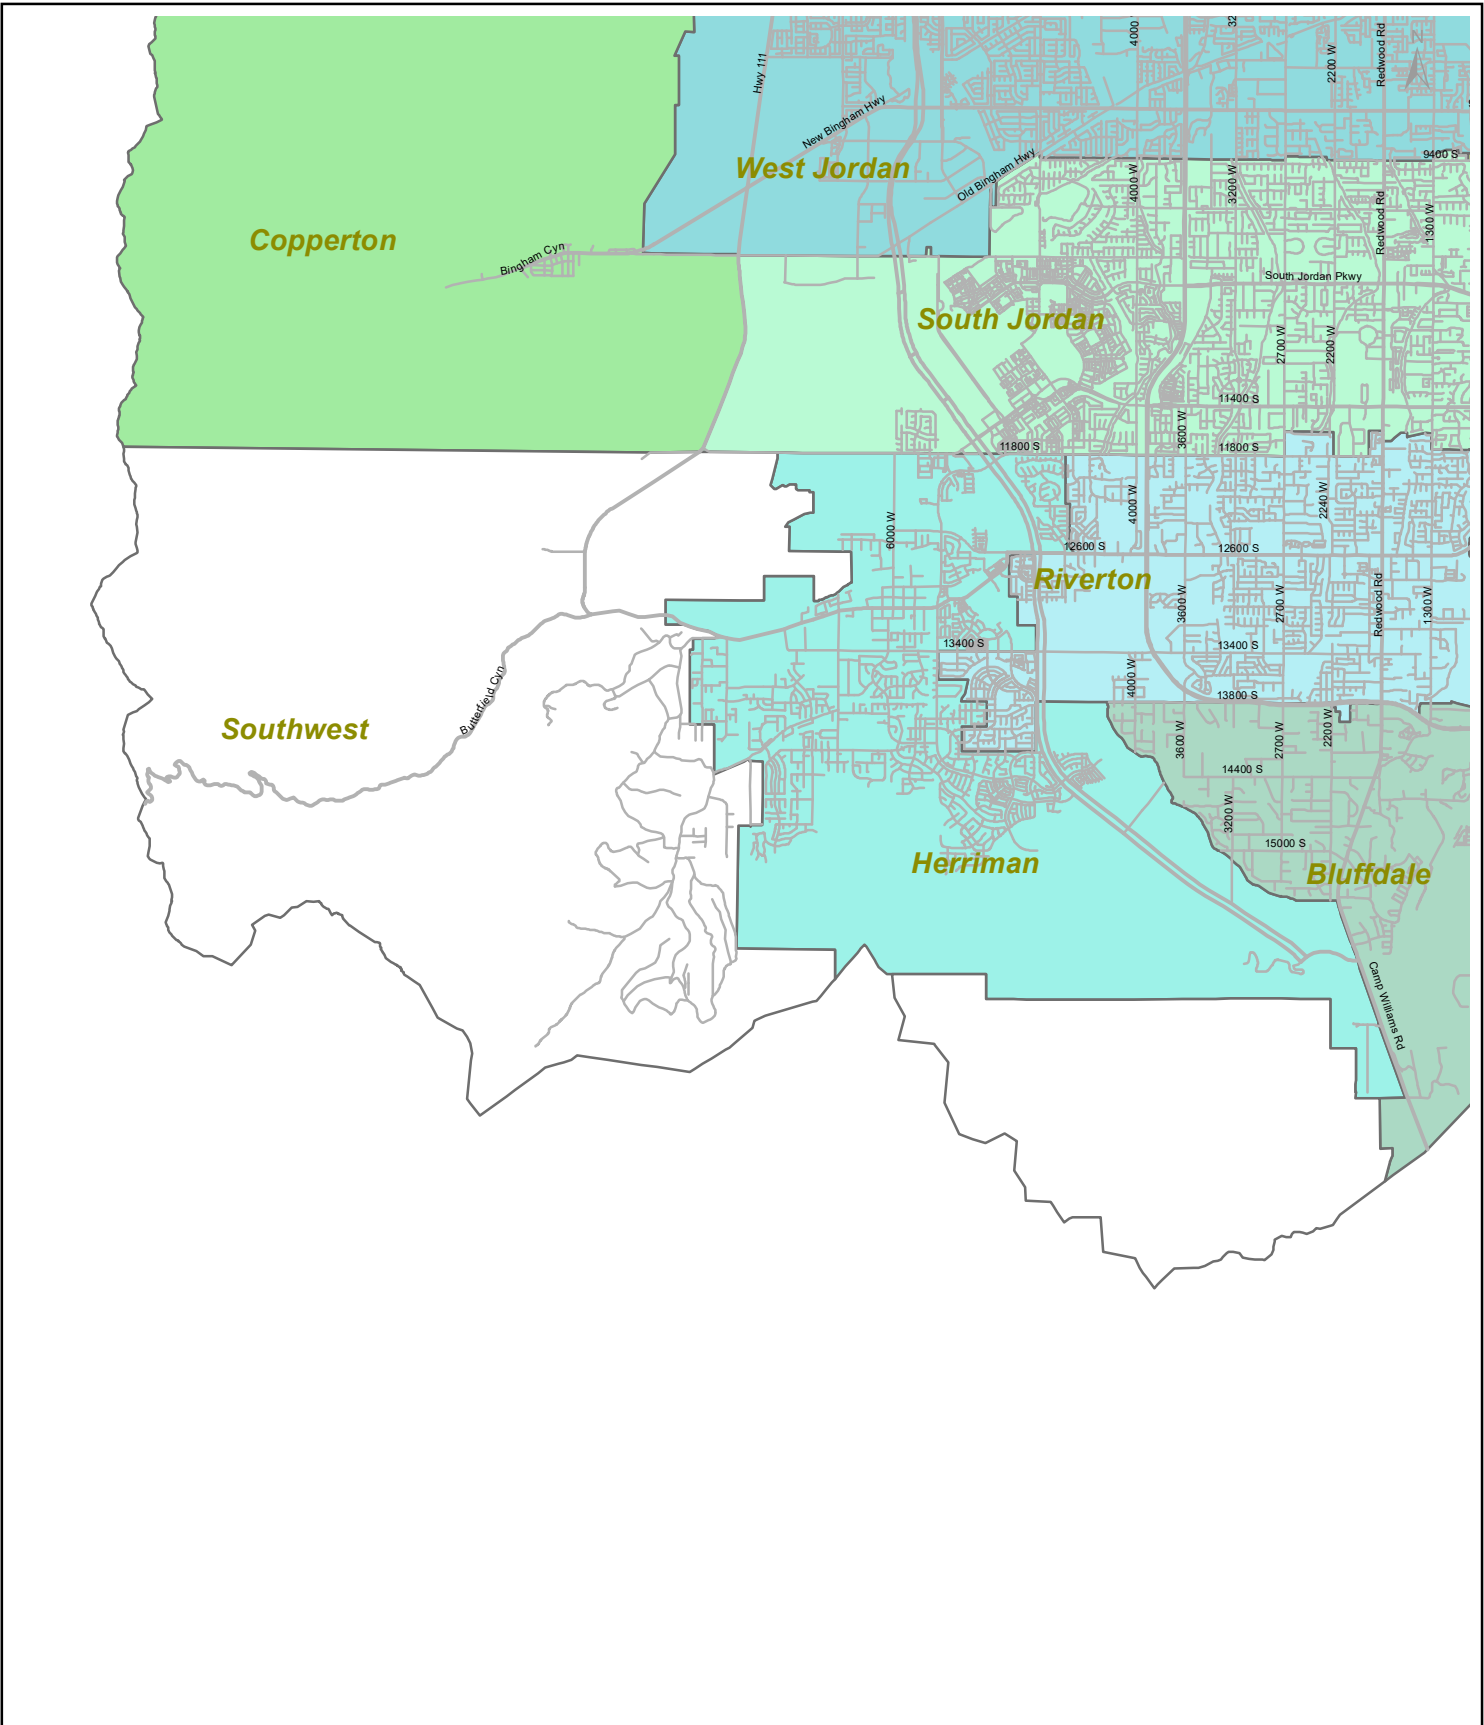 4000
32
2200 W
Redwood Rd
N
Hwy 111
New Bingham Hwy
West Jordan
Old Bingham Hwy
9400 S
4000 W
3200 W
Redwood Rd
1300 W
Copperton
Bingham Cyn
South Jordan Pkwy
South Jordan
2700 W
2200 W
11400 S
3600 W
11800 S
11800 S
6000 W
4000 W
2240 W
12600 S
12600 S
Riverton
3600 W
2700 W
Redwood Rd
1300 W
13400 S
13400 S
4000 W
13800 S
Butterfield Cyn
Southwest
3600 W
2700 W
2200 W
14400 S
3200 W
15000 S
Herriman
Bluffdale
Camp Williams Rd